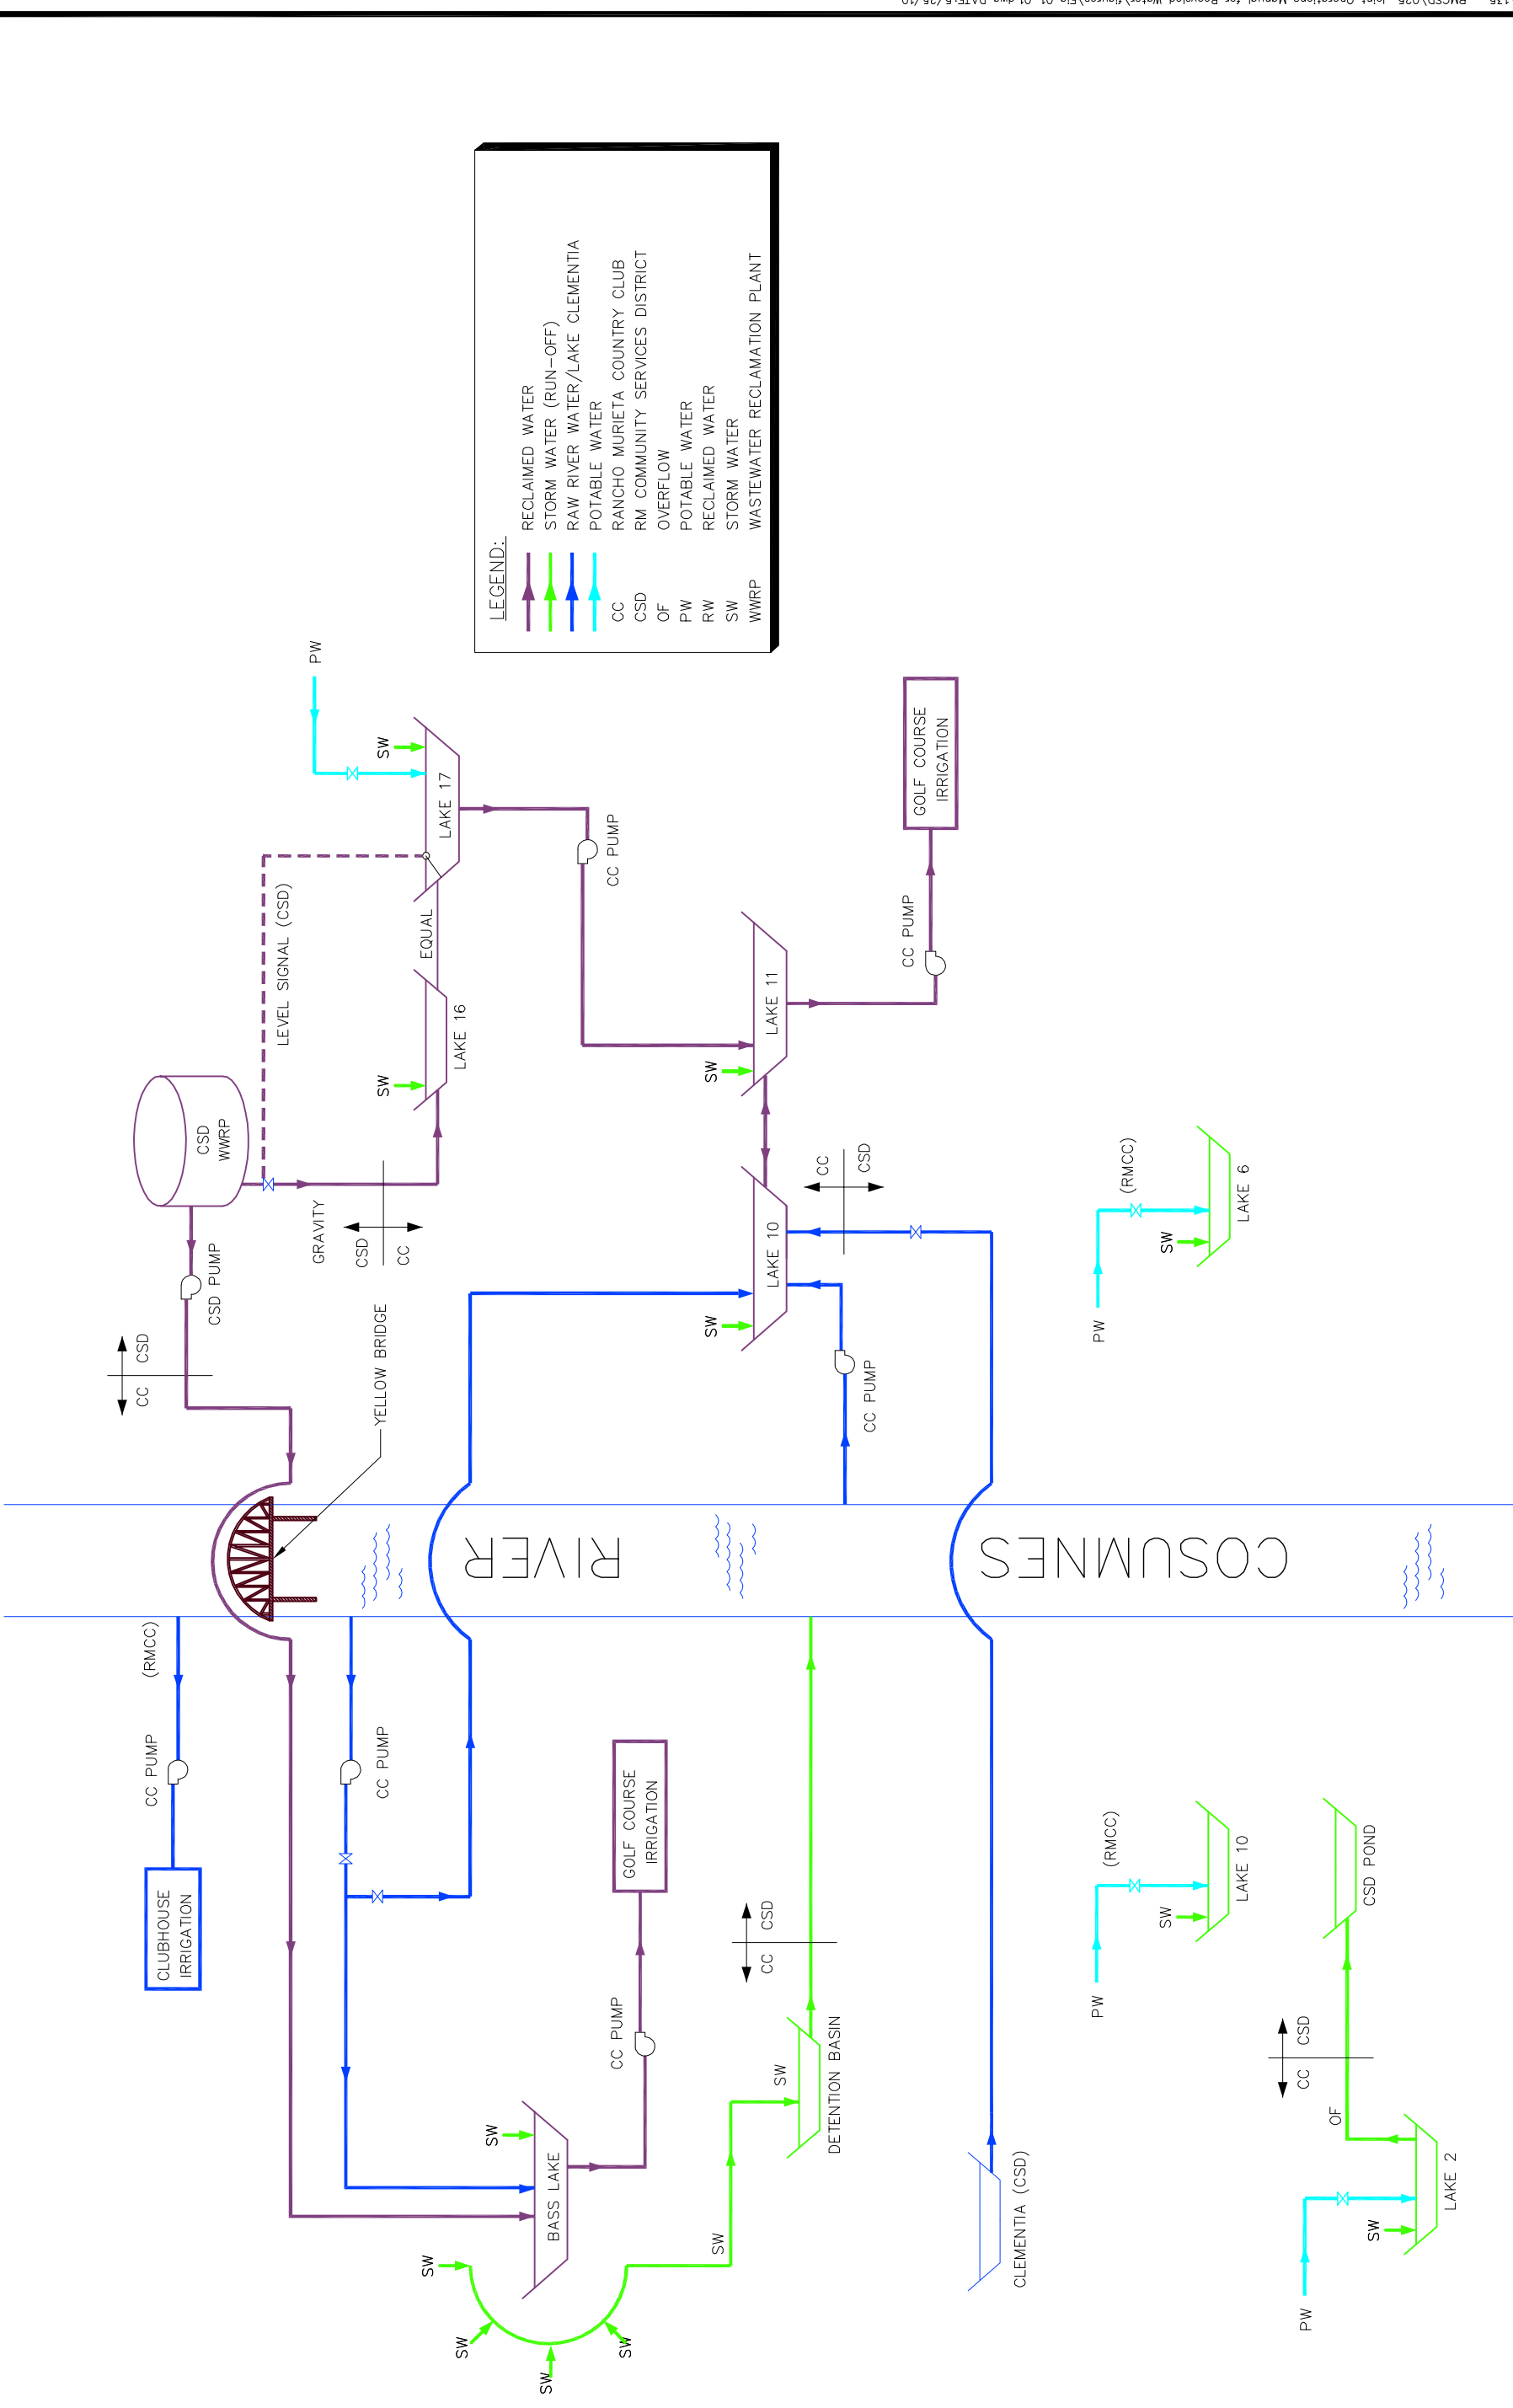 CLUBHOUSE
IRRIGATION
CC PUMP
(RMCC)
CC
CSD
CSD PUMP
CSD
WWRP
LEVEL SIGNAL (CSD)
PW
GRAVITY
CSD
CC
YELLOW BRIDGE
CC PUMP
SW
SW
LAKE 16
EQUAL
LAKE 17
SW
SW
SW
SW
SW
BASS LAKE
CC PUMP
GOLF COURSE
IRRIGATION
COSUMNES
RIVER
CC PUMP
LEGEND:
RECLAIMED WATER
STORM WATER (RUN-OFF)
RAW RIVER WATER/LAKE CLEMENTIA
POTABLE WATER
CC RANCHO MURIETA COUNTRY CLUB
CSD RM COMMUNITY SERVICES DISTRICT
OF OVERFLOW
PW POTABLE WATER
RW RECLAIMED WATER
SW STORM WATER
WWRP WASTEWATER RECLAMATION PLANT
SW
SW
DETENTION BASIN
CC
CSD
SW
LAKE 10
SW
LAKE 11
CC
CSD
CC PUMP
CC PUMP
GOLF COURSE
IRRIGATION
CLEMENTIA (CSD)
PW
(RMCC)
SW
LAKE 10
PW
(RMCC)
SW
LAKE 6
PW
SW
OF
LAKE 2
CC
CSD
CSD POND